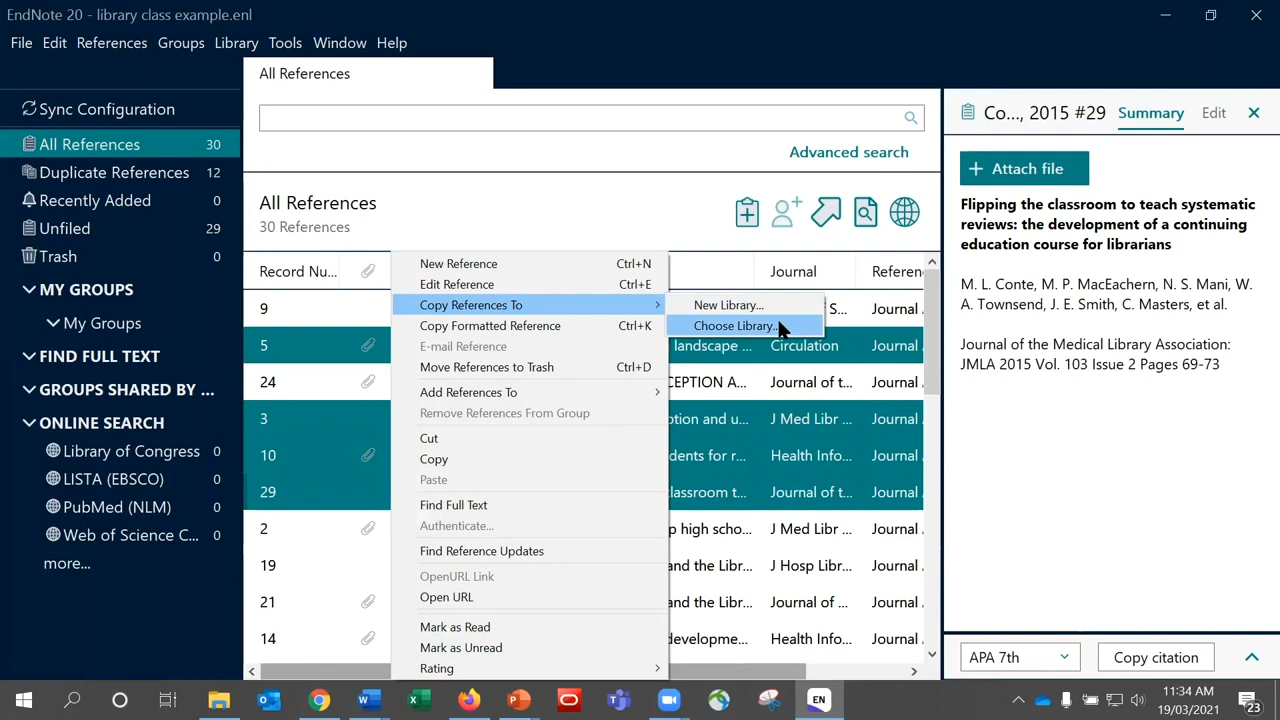 EndNote 20 - library class example.enl
File Edit References Groups Library Tools Window Help
All References
Sync Configuration
All References 30
Duplicate References 12
Recently Added 0
Unfiled 29
Trash 0
MY GROUPS
My Groups
FIND FULL TEXT
GROUPS SHARED BY ...
ONLINE SEARCH
Library of Congress 0
LISTA (EBSCO) 0
PubMed (NLM) 0
Web of Science C... 0
more...
Advanced search
All References
30 References
Record Nu... Journal Referen
9 S... Journal
5 landscape ... Circulation Journal
24 CEPTION A... Journal of t... Journal
3 ption and u... J Med Libr ... Journal
10 dents for r... Health Info... Journal
29 lassroom t... Journal of t... Journal
2 p high scho... J Med Libr ... Journal
19 and the Libr... J Hosp Libr... Journal
21 and the Libr... Journal of ... Journal
14 developme... Health Info... Journal
New Reference Ctrl+N
Edit Reference Ctrl+E
Copy References To
Copy Formatted Reference Ctrl+K
E-mail Reference
Move References to Trash Ctrl+D
Add References To
Remove References From Group
Cut
Copy
Paste
Find Full Text
Authenticate...
Find Reference Updates
OpenURL Link
Open URL
Mark as Read
Mark as Unread
Rating
New Library...
Choose Library...
Co..., 2015 #29 Summary Edit
+ Attach file
Flipping the classroom to teach systematic
reviews: the development of a continuing
education course for librarians
M. L. Conte, M. P. MacEachern, N. S. Mani, W.
A. Townsend, J. E. Smith, C. Masters, et al.
Journal of the Medical Library Association:
JMLA 2015 Vol. 103 Issue 2 Pages 69-73
APA 7th Copy citation
EN
11:34 AM
19/03/2021
23